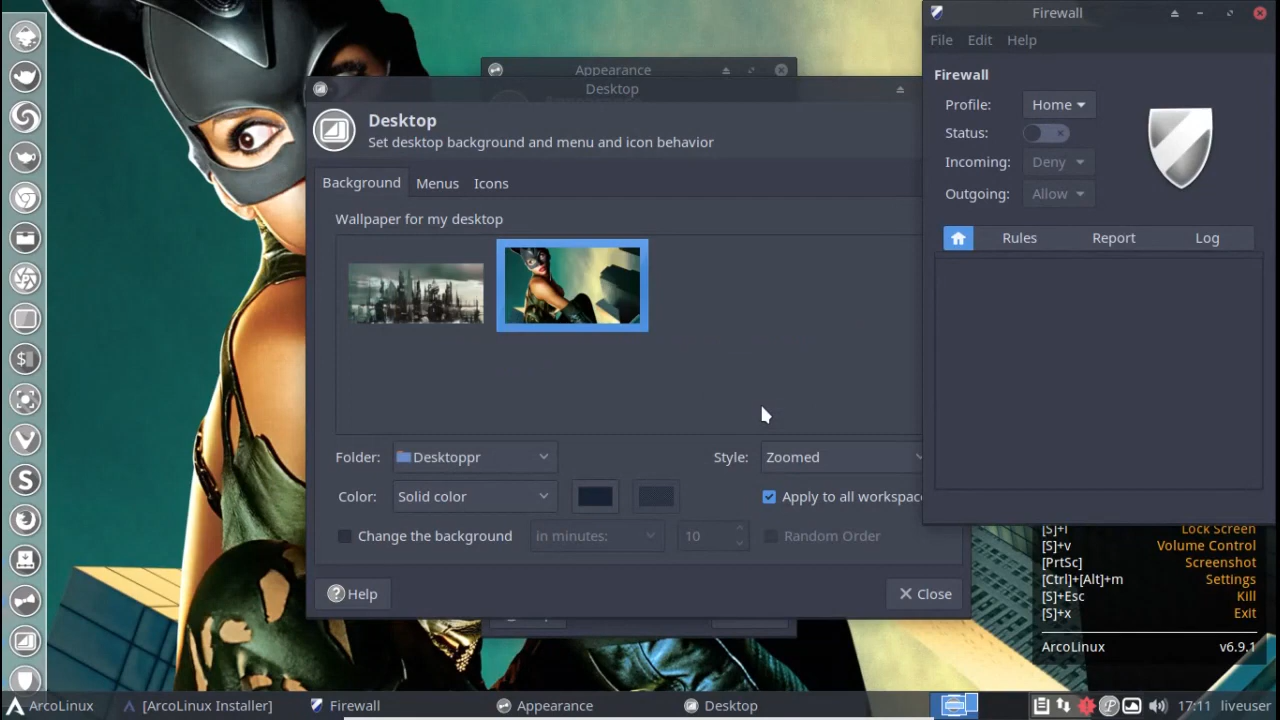 Firewall
File Edit Help
Firewall
Profile: Home
Status:
Incoming: Deny
Outgoing: Allow
Rules Report Log
Appearance
Desktop
Desktop
Set desktop background and menu and icon behavior
Background Menus Icons
Wallpaper for my desktop
Folder: Desktoppr
Style: Zoomed
Color: Solid color
Apply to all workspac
Change the background in minutes: 10 Random Order
Help
Close
Lock Screen
[S]+v Volume Control
[PrtSc] Screenshot
[Ctrl]+[Alt]+m Settings
[S]+Esc Kill
[S]+x Exit
ArcoLinux v6.9.1
ArcoLinux [ArcoLinux Installer] Firewall Appearance Desktop 17:11 liveuser